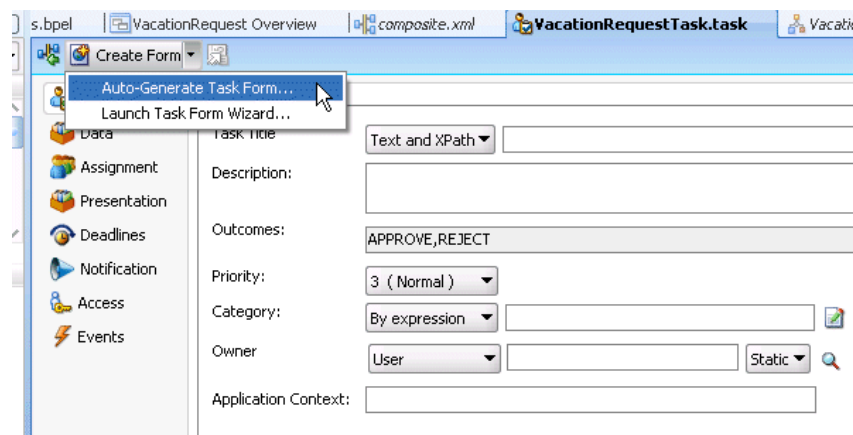 s.bpel VacationRequest Overview composite.xml VacationRequestTask.task
Create Form
Auto-Generate Task Form...
Launch Task Form Wizard...
Data
Task Title
Text and XPath
Assignment
Description:
Presentation
Deadlines
Outcomes:
APPROVE,REJECT
Notification
Priority:
3 ( Normal )
Access
Category:
By expression
Events
Owner
User
Static
Application Context: